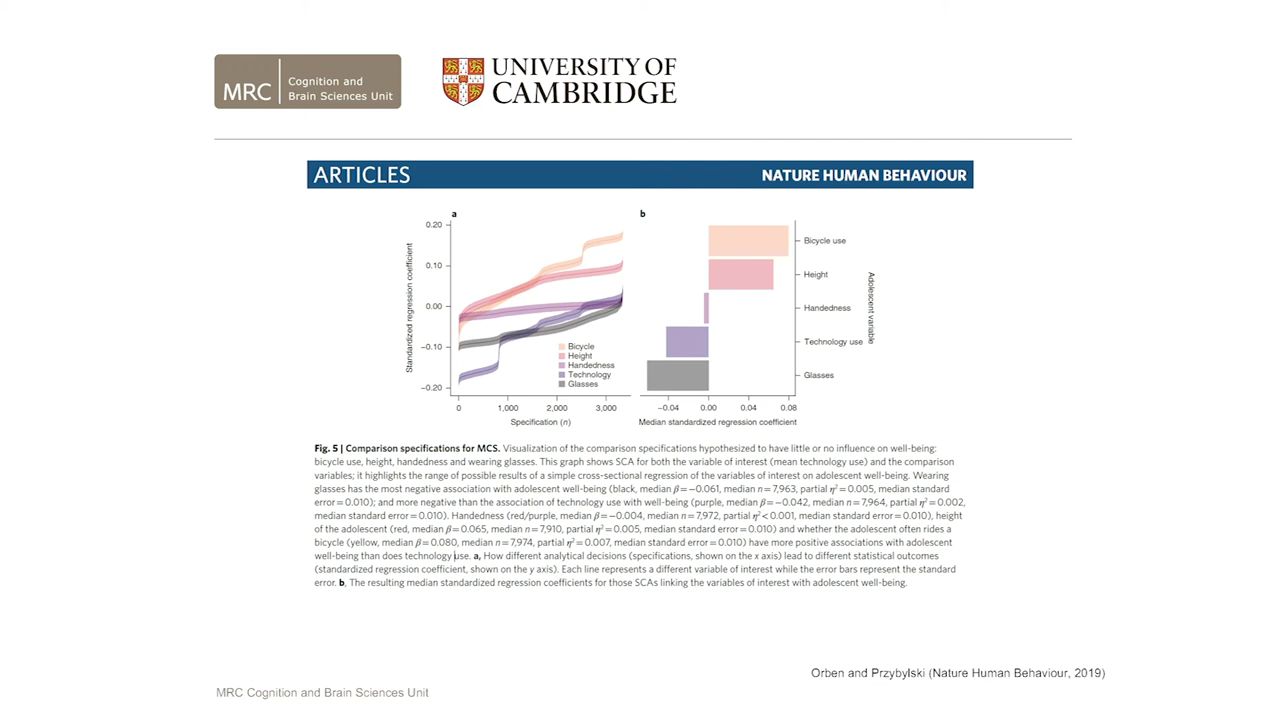 MRC
Cognition and
Brain Sciences Unit
UNIVERSITY OF
CAMBRIDGE
ARTICLES
NATURE HUMAN BEHAVIOUR
a
0.20
0.10
0.00
−0.10
−0.20
Standardized regression coefficient
Bicycle
Height
Handedness
Technology
Glasses
0
1,000
2,000
3,000
Specification (n)
b
Bicycle use
Height
Handedness
Technology use
Glasses
Adolescent variable
−0.04
0.00
0.04
0.08
Median standardized regression coefficient
Fig. 5 | Comparison specifications for MCS. Visualization of the comparison specifications hypothesized to have little or no influence on well-being:
bicycle use, height, handedness and wearing glasses. This graph shows SCA for both the variable of interest (mean technology use) and the comparison
variables; it highlights the range of possible results of a simple cross-sectional regression of the variables of interest on adolescent well-being. Wearing
glasses has the most negative association with adolescent well-being (black, median β=−0.061, median n=7,963, partial η²=0.005, median standard
error=0.010); and more negative than the association of technology use with well-being (purple, median β=−0.042, median n=7,964, partial η²=0.002,
median standard error=0.010). Handedness (red/purple, median β=−0.004, median n=7,972, partial η²<0.001, median standard error=0.010), height
of the adolescent (red, median β=0.065, median n=7,910, partial η²=0.005, median standard error=0.010) and whether the adolescent often rides a
bicycle (yellow, median β=0.080, median n=7,974, partial η²=0.007, median standard error=0.010) have more positive associations with adolescent
well-being than does technology use. a, How different analytical decisions (specifications, shown on the x axis) lead to different statistical outcomes
(standardized regression coefficient, shown on the y axis). Each line represents a different variable of interest while the error bars represent the standard
error. b, The resulting median standardized regression coefficients for those SCAs linking the variables of interest with adolescent well-being.
Orben and Przybylski (Nature Human Behaviour, 2019)
MRC Cognition and Brain Sciences Unit